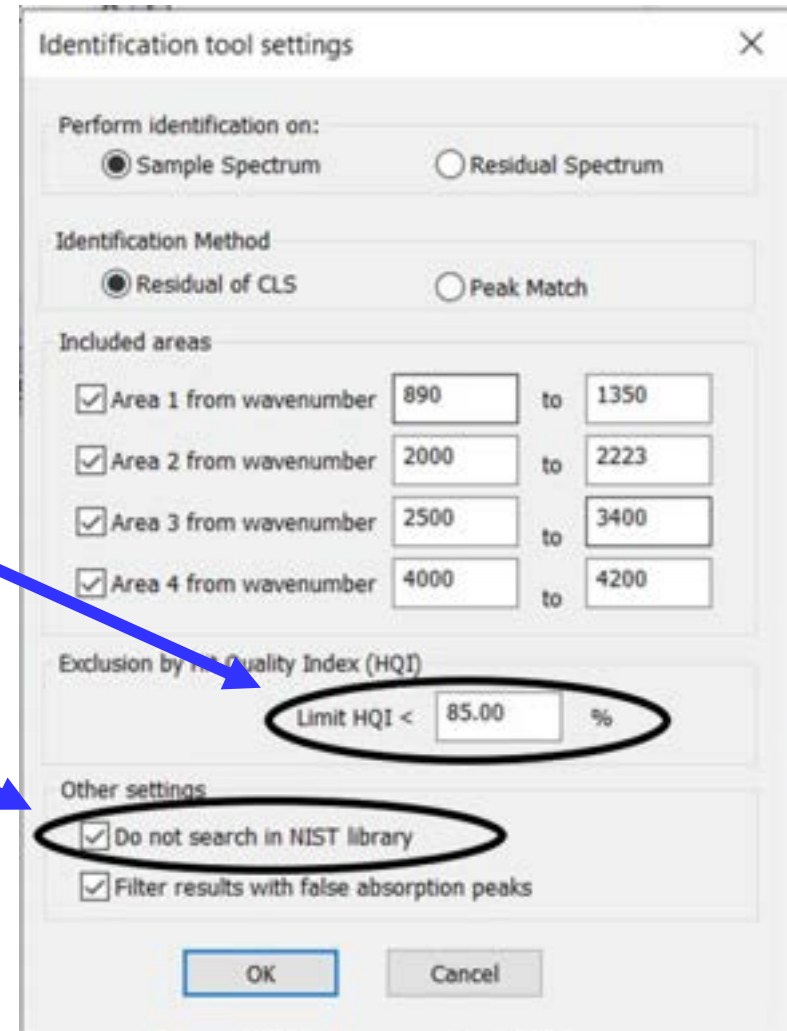 Identification tool settings
Perform identification on:
Sample Spectrum Residual Spectrum
Identification Method
Residual of CLS Peak Match
Included areas
Area 1 from wavenumber 890 to 1350
Area 2 from wavenumber 2000 to 2223
Area 3 from wavenumber 2500 to 3400
Area 4 from wavenumber 4000 to 4200
Exclusion by Hit Quality Index (HQI)
Limit HQI < 85.00 %
Other settings
Do not search in NIST library
Filter results with false absorption peaks
OK Cancel